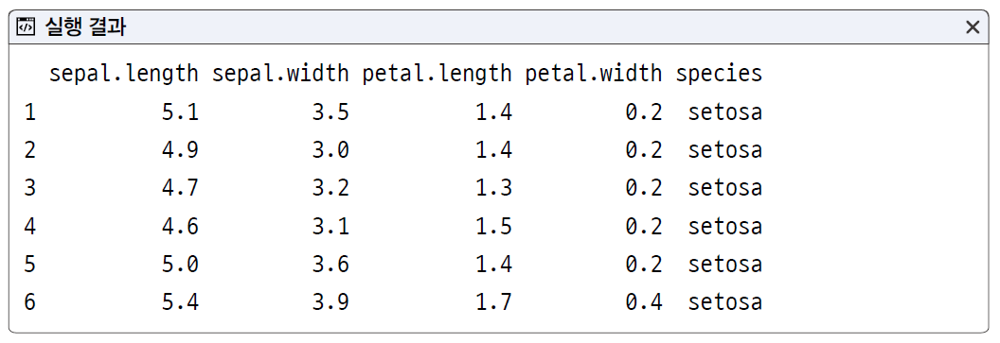 실행 결과
sepal.length sepal.width petal.length petal.width species
1 5.1 3.5 1.4 0.2 setosa
2 4.9 3.0 1.4 0.2 setosa
3 4.7 3.2 1.3 0.2 setosa
4 4.6 3.1 1.5 0.2 setosa
5 5.0 3.6 1.4 0.2 setosa
6 5.4 3.9 1.7 0.4 setosa